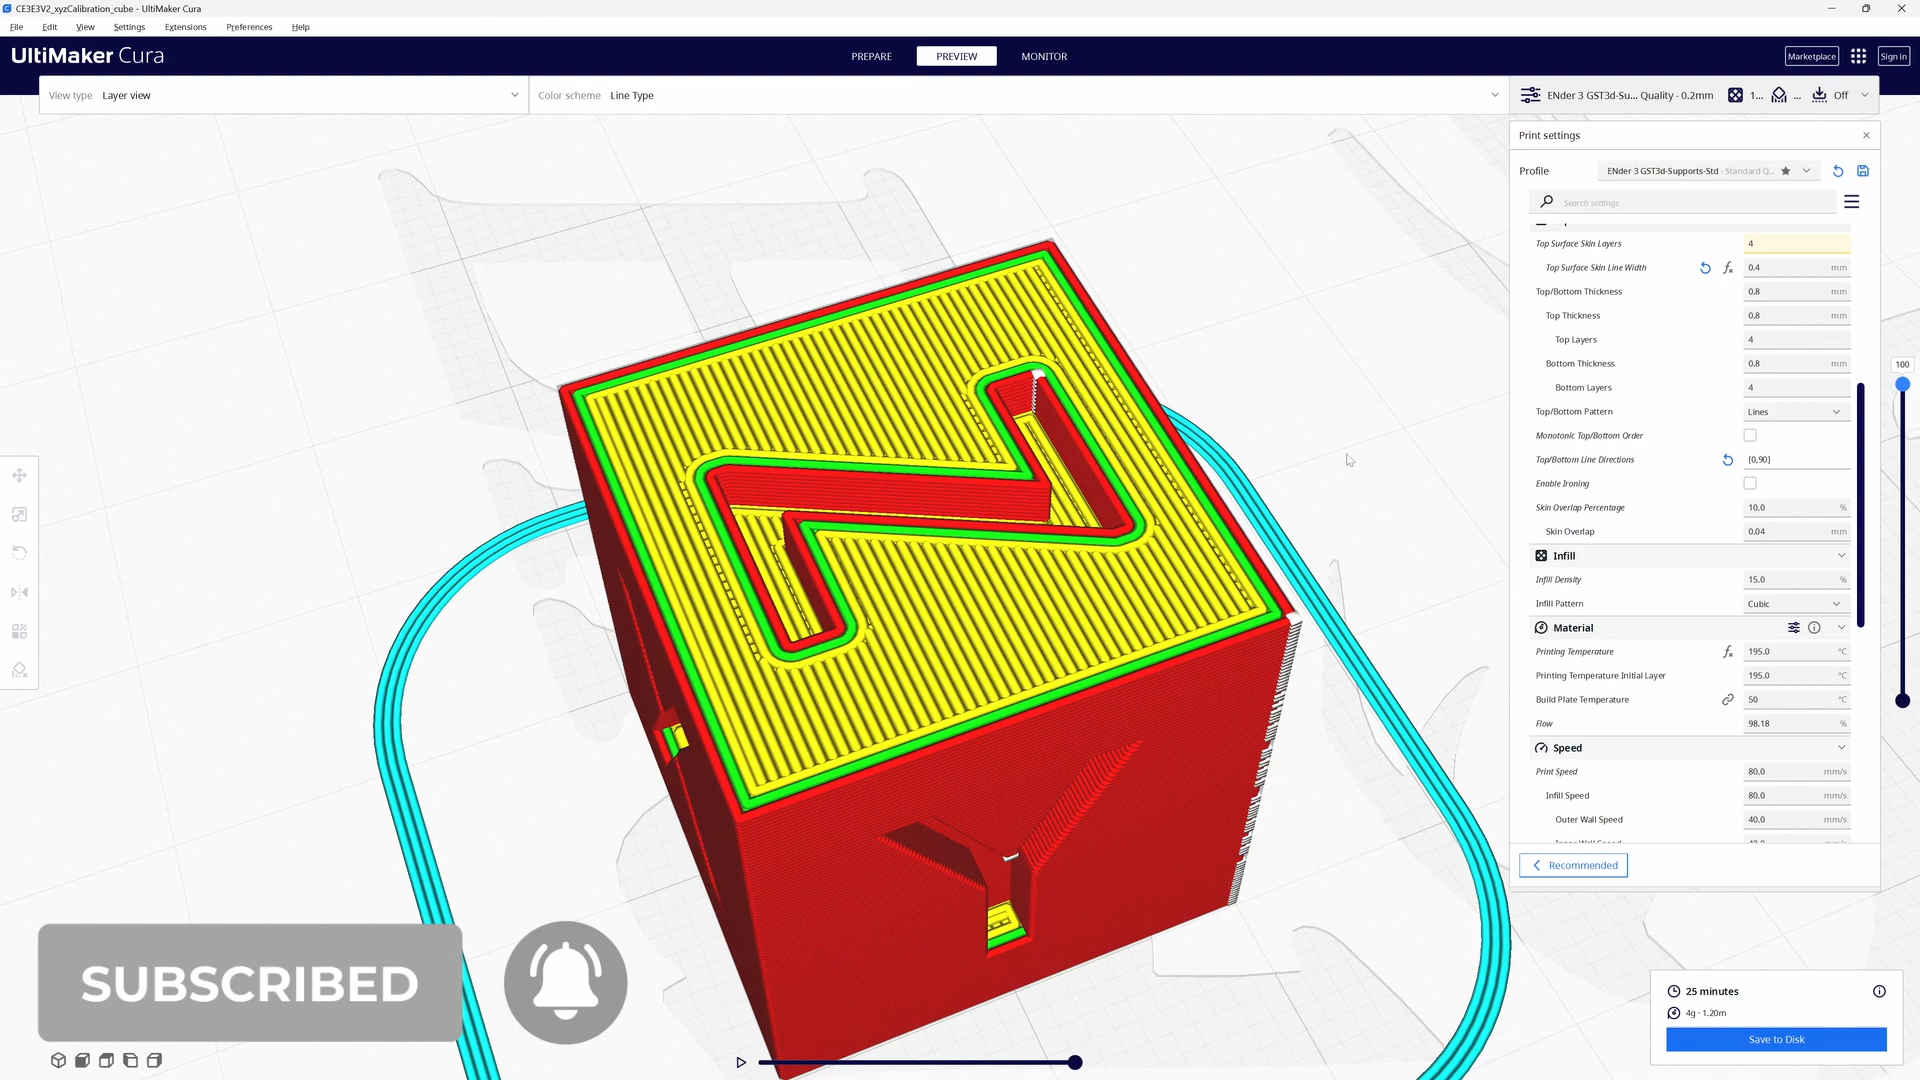 CE3E3V2_xyzCalibration_cube - UltiMaker Cura
File Edit View Settings Extensions Preferences Help
UltiMaker Cura
PREPARE PREVIEW MONITOR
Marketplace Sign in
View type Layer view
Color scheme Line Type
ENder 3 GST3d-Su... Quality - 0.2mm 1... ... Off
Print settings
Profile ENder 3 GST3d-Supports-Std - Standard Q...
Search settings
Top Surface Skin Layers 4
Top Surface Skin Line Width 0.4 mm
Top/Bottom Thickness 0.8 mm
Top Thickness 0.8 mm
Top Layers 4
Bottom Thickness 0.8 mm
Bottom Layers 4
Top/Bottom Pattern Lines
Monotonic Top/Bottom Order
Top/Bottom Line Directions [0,90]
Enable Ironing
Skin Overlap Percentage 10.0 %
Skin Overlap 0.04 mm
Infill
Infill Density 15.0 %
Infill Pattern Cubic
Material
Printing Temperature 195.0 °C
Printing Temperature Initial Layer 195.0 °C
Build Plate Temperature 50 °C
Flow 98.18 %
Speed
Print Speed 80.0 mm/s
Infill Speed 80.0 mm/s
Outer Wall Speed 40.0 mm/s
Recommended
100
Z
Y
SUBSCRIBED
25 minutes
4g · 1.20m
Save to Disk